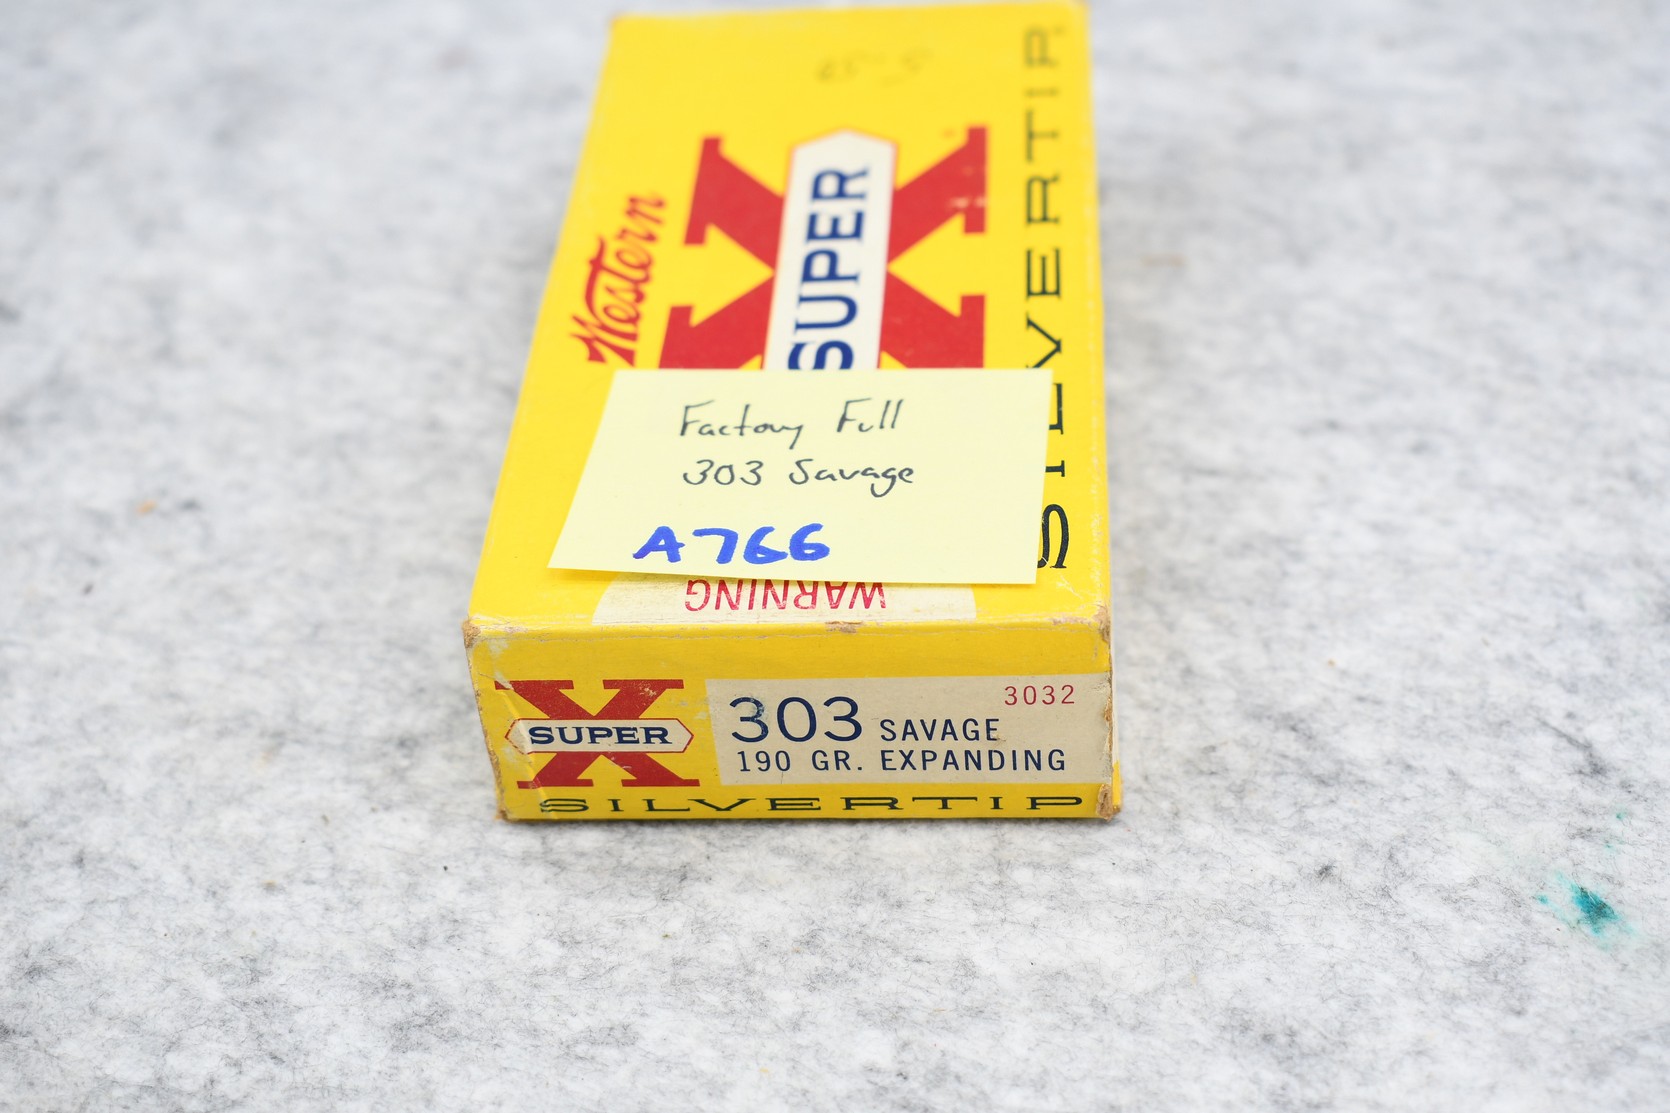 Western
SUPER
X
SILVERTIP
Factory Full
303 Savage
A766
WARNING
X
SUPER
3032
303 SAVAGE
190 GR. EXPANDING
SILVERTIP